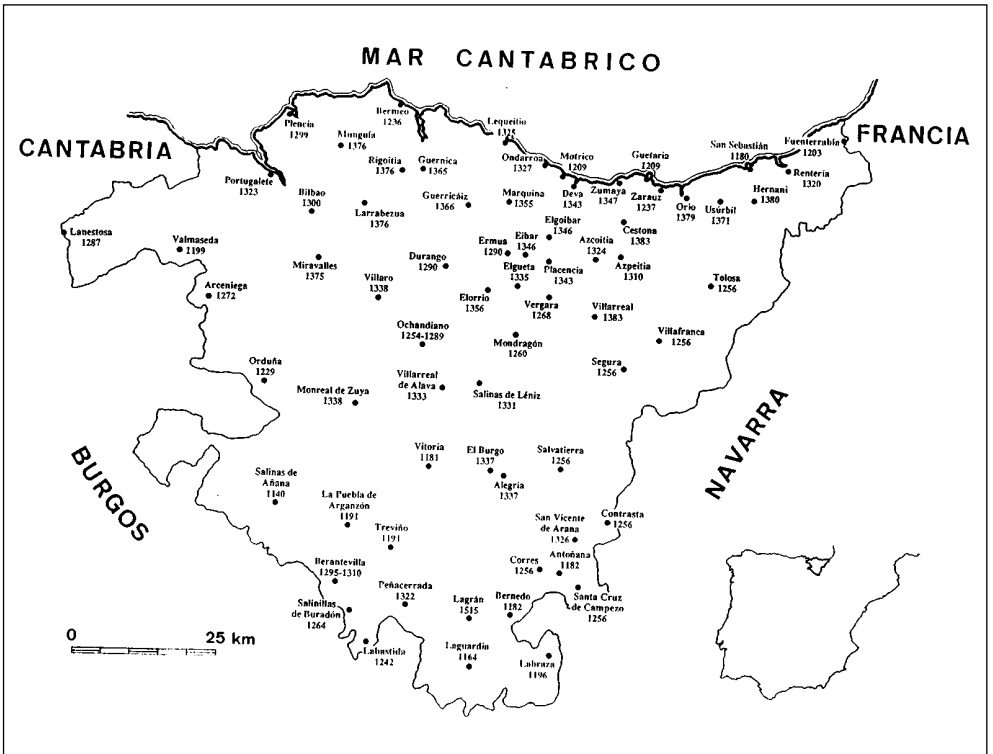 MAR CANTABRICO
CANTABRIA
FRANCIA
BURGOS
NAVARRA
Plencia
1299
Bermeo
1236
Munguía
1376
Lequeitio
1325
Rigoitia
1376
Guernica
1365
Ondarroa
1327
Motrico
1209
Guetaria
1209
San Sebastián
1180
Fuenterrabía
1203
Portugalete
1323
Bilbao
1300
Larrabezua
1376
Guerricáiz
1366
Marquina
1355
Deva
1343
Zumaya
1347
Zarauz
1237
Orio
1379
Usúrbil
1371
Hernani
1380
Rentería
1320
Lanestosa
1287
Valmaseda
1199
Miravalles
1375
Durango
1290
Ermua
1290
Eibar
1346
Elgoibar
1346
Azcoitia
1324
Cestona
1383
Azpeitia
1310
Arceniega
1272
Villaro
1338
Elorrio
1356
Elgueta
1335
Placencia
1343
Vergara
1268
Villarreal
1383
Tolosa
1256
Ochandiano
1254-1289
Mondragón
1260
Villafranca
1256
Orduña
1229
Monreal de Zuya
1338
Villarreal
de Alava
1333
Salinas de Léniz
1331
Segura
1256
Vitoria
1181
El Burgo
1337
Alegría
1337
Salvatierra
1256
Salinas de
Añana
1140
La Puebla de
Arganzón
1191
Treviño
1191
San Vicente
de Arana
1326
Contrasta
1256
Berantevilla
1295-1310
Peñacerrada
1322
Corres
1256
Antoñana
1182
Santa Cruz
de Campezo
1256
Salinillas
de Buradón
1264
Lagrán
1515
Bernedo
1182
Labastida
1242
Laguardia
1164
Labraza
1196
0
25 km